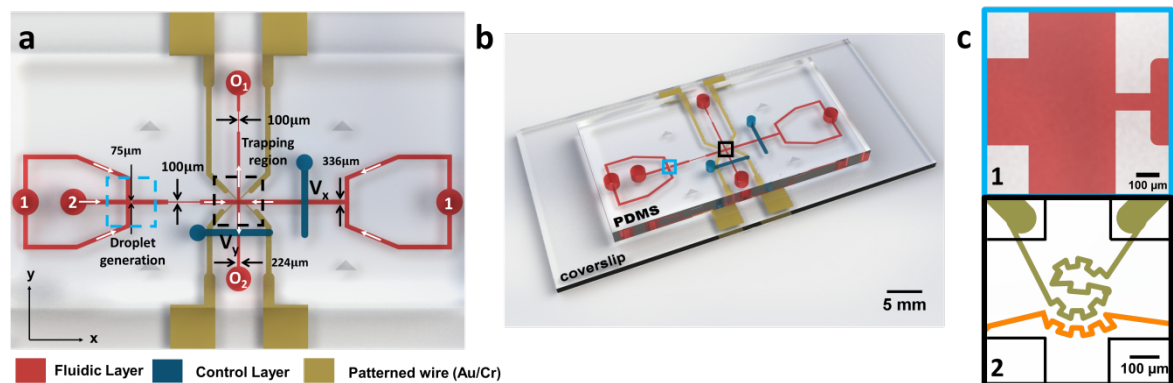 a
O1
100μm
Trapping
region
75μm
100μm
336μm
Vx
1
2
1
Droplet
generation
Vy
224μm
O2
y
x
Fluidic Layer
Control Layer
Patterned wire (Au/Cr)
b
PDMS
coverslip
5 mm
c
1
100 μm
2
100 μm